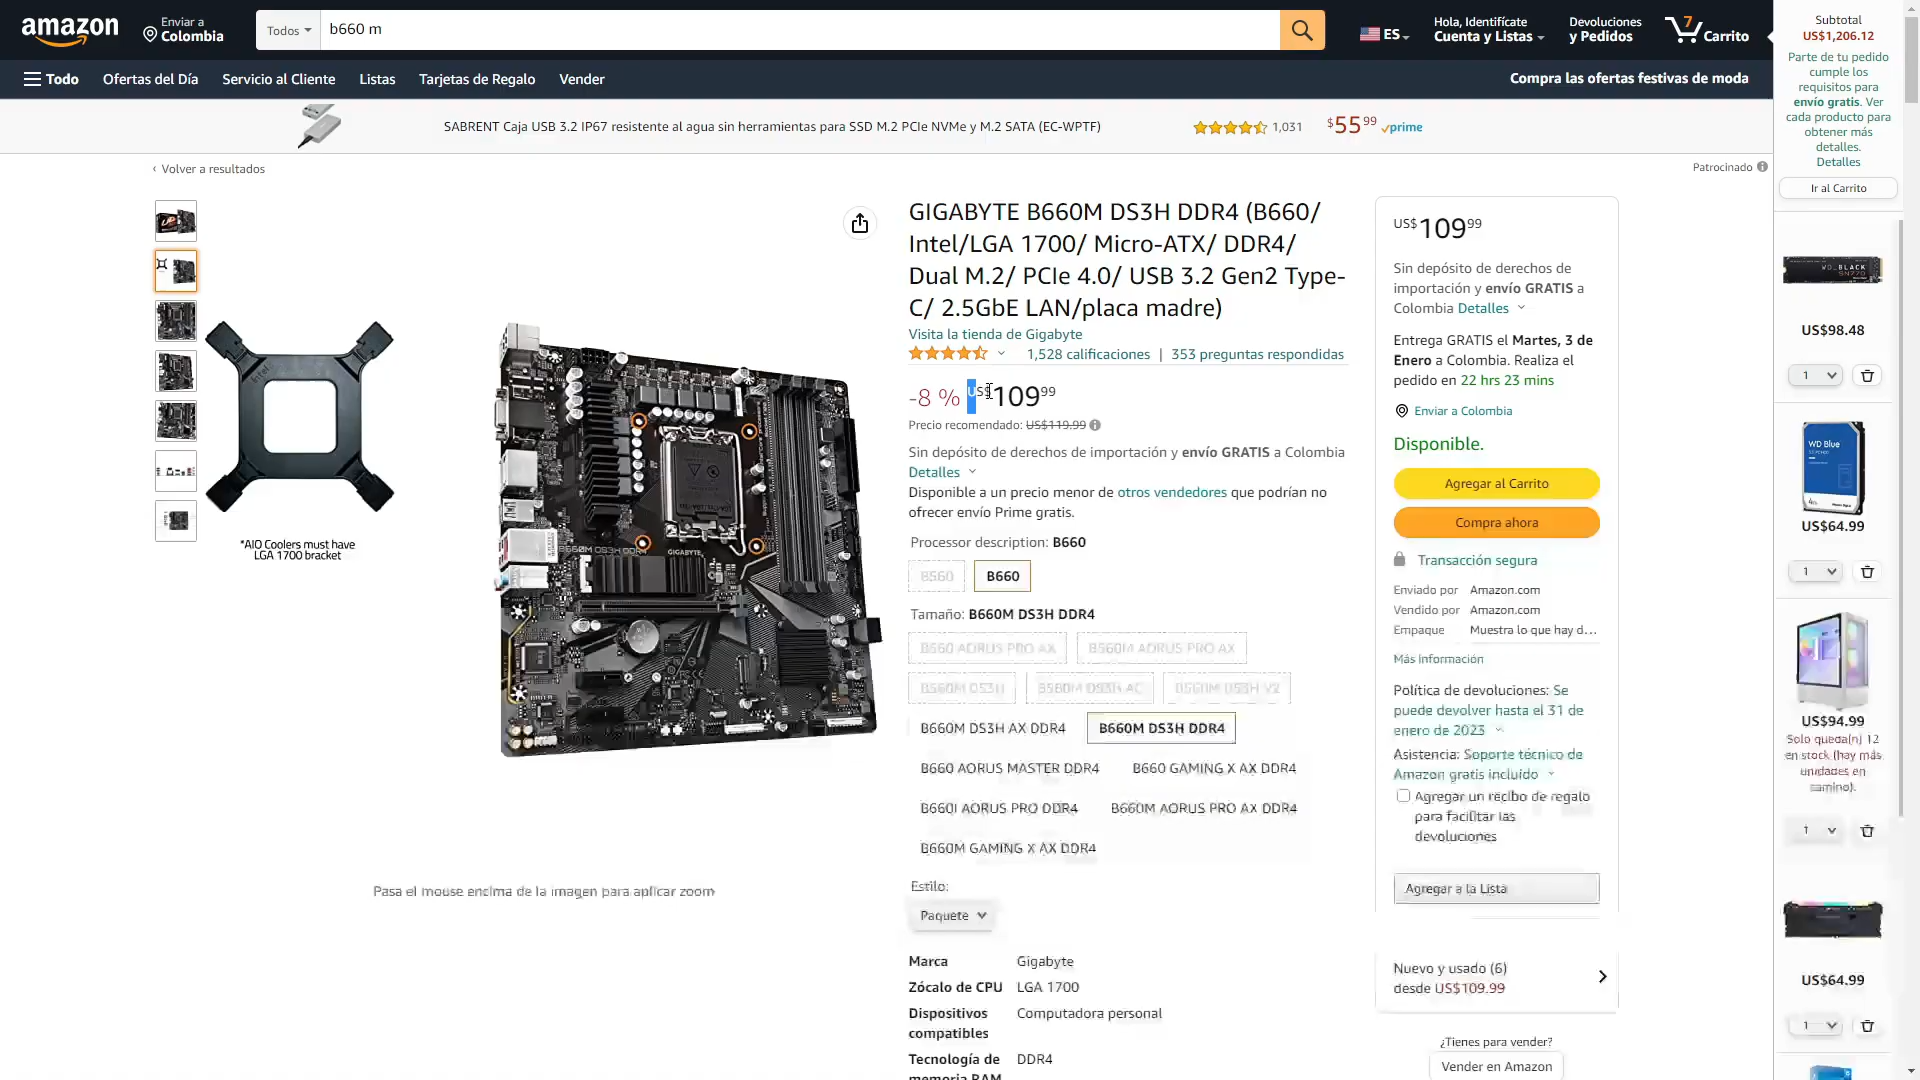 amazon
Enviar a
Colombia
Todos
b660 m
ES
Hola, Identifícate
Cuenta y Listas
Devoluciones
y Pedidos
7
Carrito
Todo
Ofertas del Día
Servicio al Cliente
Listas
Tarjetas de Regalo
Vender
Compra las ofertas festivas de moda
SABRENT Caja USB 3.2 IP67 resistente al agua sin herramientas para SSD M.2 PCIe NVMe y M.2 SATA (EC-WPTF)
1,031
$55 99
prime
Patrocinado
‹ Volver a resultados
*AIO Coolers must have
LGA 1700 bracket
B660M DS3H DDR4
GIGABYTE
Pasa el mouse encima de la imagen para aplicar zoom
GIGABYTE B660M DS3H DDR4 (B660/
Intel/LGA 1700/ Micro-ATX/ DDR4/
Dual M.2/ PCIe 4.0/ USB 3.2 Gen2 Type-
C/ 2.5GbE LAN/placa madre)
Visita la tienda de Gigabyte
1,528 calificaciones | 353 preguntas respondidas
-8 % US$109 99
Precio recomendado: US$119.99
Sin depósito de derechos de importación y envío GRATIS a Colombia
Detalles
Disponible a un precio menor de otros vendedores que podrían no
ofrecer envío Prime gratis.
Processor description: B660
B560
B660
Tamaño: B660M DS3H DDR4
B560 AORUS PRO AX
B560M AORUS PRO AX
B560M DS3H
B560M DS3H AC
B560M DS3H V2
B660M DS3H AX DDR4
B660M DS3H DDR4
B660 AORUS MASTER DDR4
B660 GAMING X AX DDR4
B660I AORUS PRO DDR4
B660M AORUS PRO AX DDR4
B660M GAMING X AX DDR4
Estilo:
Paquete
Marca Gigabyte
Zócalo de CPU LGA 1700
Dispositivos Computadora personal
compatibles
Tecnología de DDR4
memoria RAM
US$109 99
Sin depósito de derechos de
importación y envío GRATIS a
Colombia Detalles
Entrega GRATIS el Martes, 3 de
Enero a Colombia. Realiza el
pedido en 22 hrs 23 mins
Enviar a Colombia
Disponible.
Agregar al Carrito
Compra ahora
Transacción segura
Enviado por Amazon.com
Vendido por Amazon.com
Empaque Muestra lo que hay d...
Más información
Política de devoluciones: Se
puede devolver hasta el 31 de
enero de 2023
Asistencia: Soporte técnico de
Amazon gratis incluido
Agregar un recibo de regalo
para facilitar las
devoluciones
Agregar a la Lista
Nuevo y usado (6)
desde US$109.99
¿Tienes para vender?
Vender en Amazon
Subtotal
US$1,206.12
Parte de tu pedido
cumple los
requisitos para
envío gratis. Ver
cada producto para
obtener más
detalles.
Detalles
Ir al Carrito
WD_BLACK
US$98.48
1
WD Blue
US$64.99
1
US$94.99
Solo queda(n) 12
en stock (hay más
unidades en
camino).
1
US$64.99
1